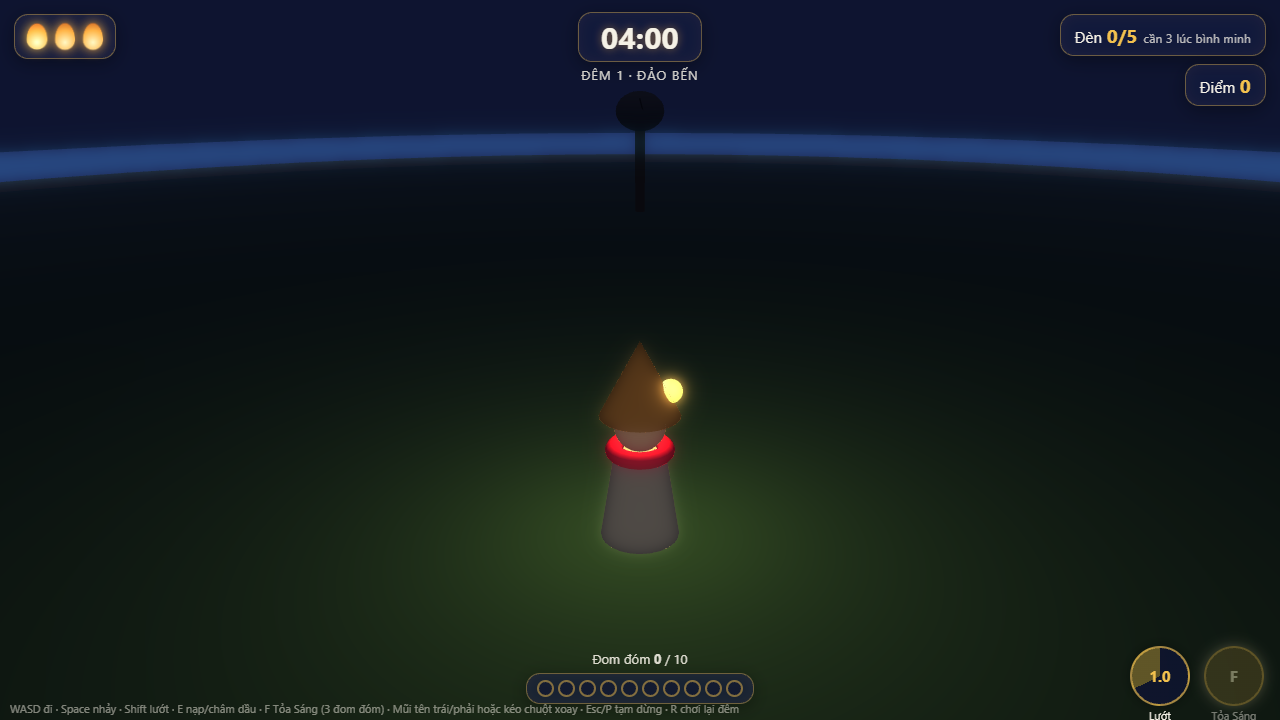 04:00
ĐÊM 1 · ĐẢO BẾN
Đèn 0/5 cần 3 lúc bình minh
Điểm 0
Đom đóm 0 / 10
WASD đi · Space nhảy · Shift lướt · E nạp/châm dầu · F Tỏa Sáng (3 đom đóm) · Mũi tên trái/phải hoặc kéo chuột xoay · Esc/P tạm dừng · R chơi lại đêm
1.0
F
Lướt
Tỏa Sáng